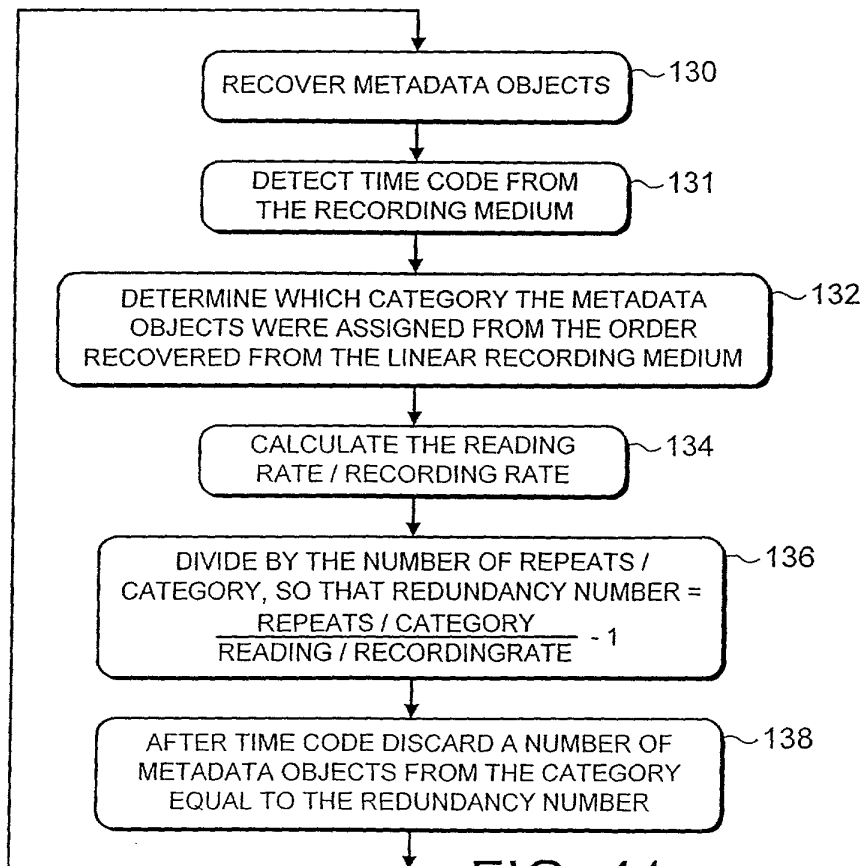 RECOVER METADATA OBJECTS
130
DETECT TIME CODE FROM
THE RECORDING MEDIUM
131
DETERMINE WHICH CATEGORY THE METADATA
OBJECTS WERE ASSIGNED FROM THE ORDER
RECOVERED FROM THE LINEAR RECORDING MEDIUM
132
CALCULATE THE READING
RATE / RECORDING RATE
134
DIVIDE BY THE NUMBER OF REPEATS /
CATEGORY, SO THAT REDUNDANCY NUMBER =
REPEATS / CATEGORY
READING / RECORDINGRATE - 1
136
AFTER TIME CODE DISCARD A NUMBER OF
METADATA OBJECTS FROM THE CATEGORY
EQUAL TO THE REDUNDANCY NUMBER
138